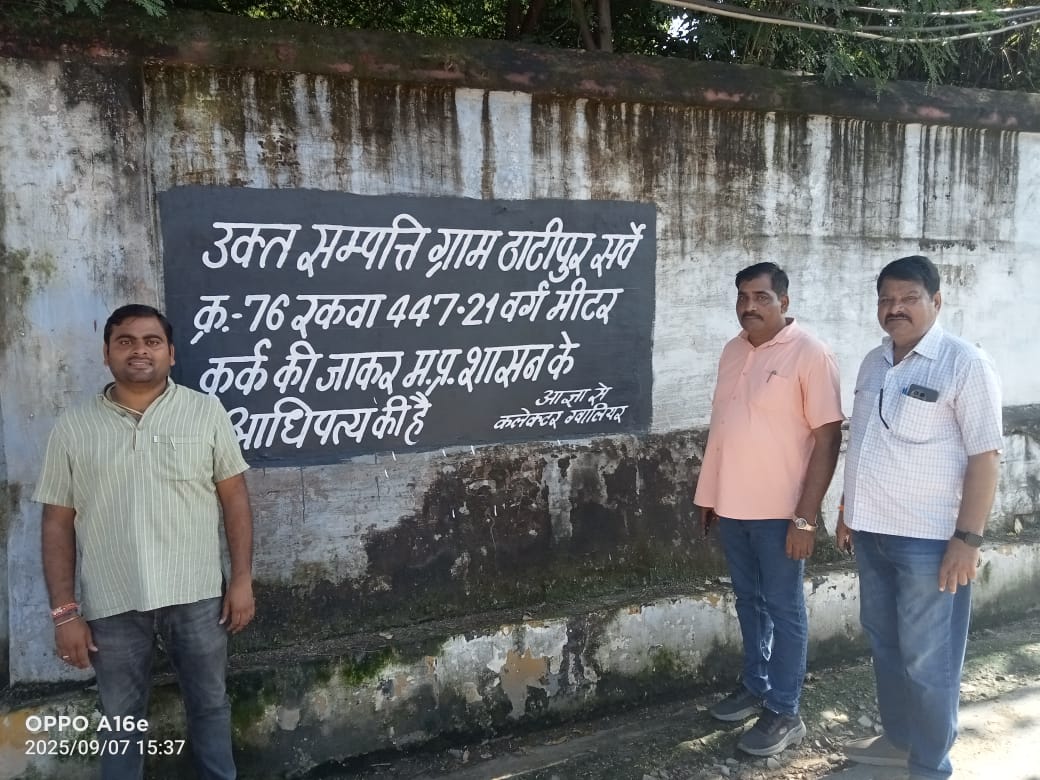 उक्त सम्पत्ति ग्राम ठाटीपुर सर्वे
क्र.-76 रकवा 447.21 वर्ग मीटर
कुर्क की जाकर म.प्र. शासन के
आधिपत्य की है
आज्ञा से
कलेक्टर ग्वालियर
OPPO A16e
2025/09/07 15:37